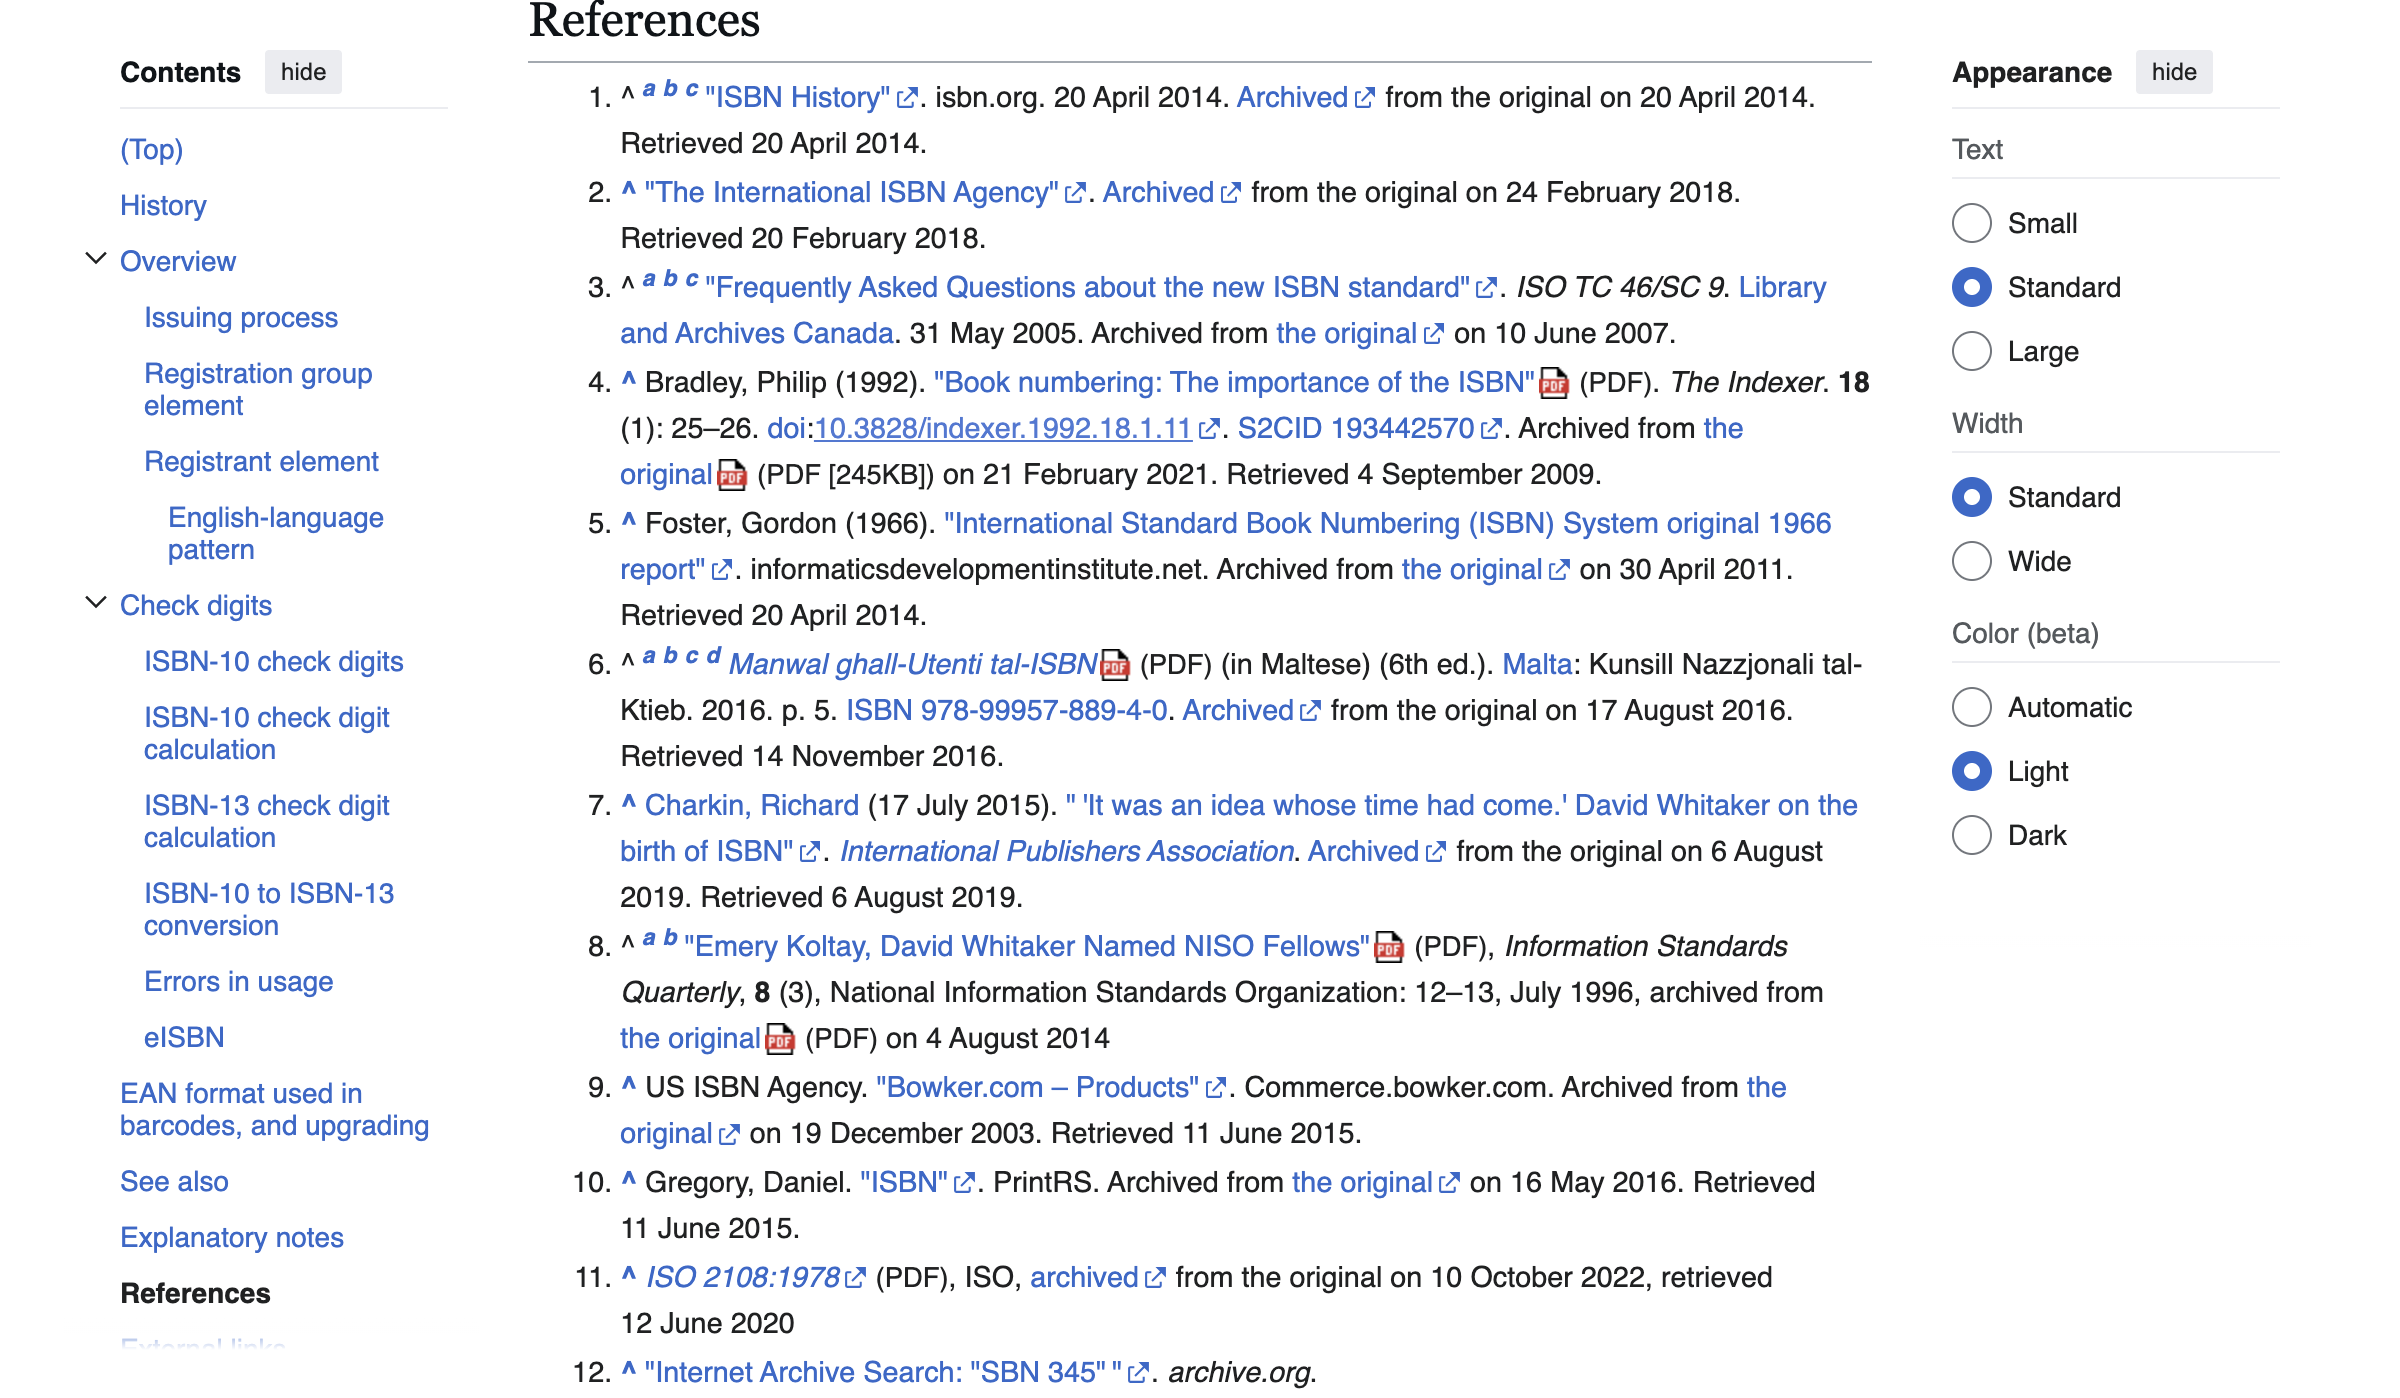 Contents hide
(Top)
History
Overview
Issuing process
Registration group
element
Registrant element
English-language
pattern
Check digits
ISBN-10 check digits
ISBN-10 check digit
calculation
ISBN-13 check digit
calculation
ISBN-10 to ISBN-13
conversion
Errors in usage
eISBN
EAN format used in
barcodes, and upgrading
See also
Explanatory notes
References
External links
References
1. ^ a b c "ISBN History". isbn.org. 20 April 2014. Archived from the original on 20 April 2014.
Retrieved 20 April 2014.
2. ^ "The International ISBN Agency". Archived from the original on 24 February 2018.
Retrieved 20 February 2018.
3. ^ a b c "Frequently Asked Questions about the new ISBN standard". ISO TC 46/SC 9. Library
and Archives Canada. 31 May 2005. Archived from the original on 10 June 2007.
4. ^ Bradley, Philip (1992). "Book numbering: The importance of the ISBN" PDF (PDF). The Indexer. 18
(1): 25–26. doi:10.3828/indexer.1992.18.1.11. S2CID 193442570. Archived from the
original PDF (PDF [245KB]) on 21 February 2021. Retrieved 4 September 2009.
5. ^ Foster, Gordon (1966). "International Standard Book Numbering (ISBN) System original 1966
report". informaticsdevelopmentinstitute.net. Archived from the original on 30 April 2011.
Retrieved 20 April 2014.
6. ^ a b c d Manwal għall-Utenti tal-ISBN PDF (PDF) (in Maltese) (6th ed.). Malta: Kunsill Nazzjonali tal-
Ktieb. 2016. p. 5. ISBN 978-99957-889-4-0. Archived from the original on 17 August 2016.
Retrieved 14 November 2016.
7. ^ Charkin, Richard (17 July 2015). " 'It was an idea whose time had come.' David Whitaker on the
birth of ISBN". International Publishers Association. Archived from the original on 6 August
2019. Retrieved 6 August 2019.
8. ^ a b "Emery Koltay, David Whitaker Named NISO Fellows" PDF (PDF), Information Standards
Quarterly, 8 (3), National Information Standards Organization: 12–13, July 1996, archived from
the original PDF (PDF) on 4 August 2014
9. ^ US ISBN Agency. "Bowker.com – Products". Commerce.bowker.com. Archived from the
original on 19 December 2003. Retrieved 11 June 2015.
10. ^ Gregory, Daniel. "ISBN". PrintRS. Archived from the original on 16 May 2016. Retrieved
11 June 2015.
11. ^ ISO 2108:1978 (PDF), ISO, archived from the original on 10 October 2022, retrieved
12 June 2020
12. ^ "Internet Archive Search: "SBN 345" ". archive.org.
Appearance hide
Text
Small
Standard
Large
Width
Standard
Wide
Color (beta)
Automatic
Light
Dark